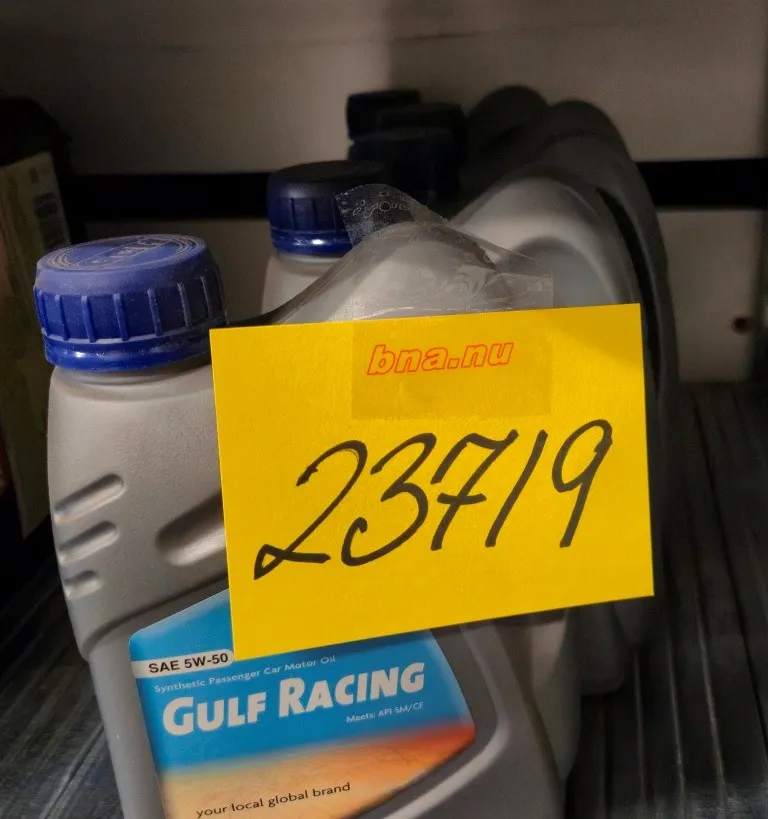 bna.nu
23719
SAE 5W-50
Synthetic Passenger Car Motor Oil
GULF RACING
Meets: API SM/CF
your local global brand